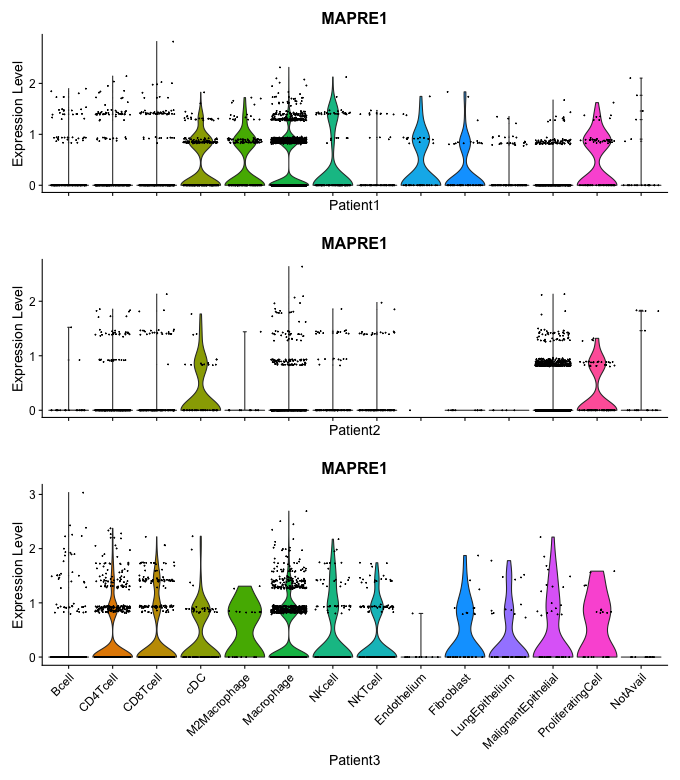 MAPRE1
Expression Level
2
1
0
Patient1
MAPRE1
Expression Level
2
1
0
Patient2
MAPRE1
Expression Level
3
2
1
0
Bcell
CD4Tcell
CD8Tcell
cDC
M2Macrophage
Macrophage
NKcell
NKTcell
Endothelium
Fibroblast
LungEpithelium
MalignantEpithelial
ProliferatingCell
NotAvail
Patient3